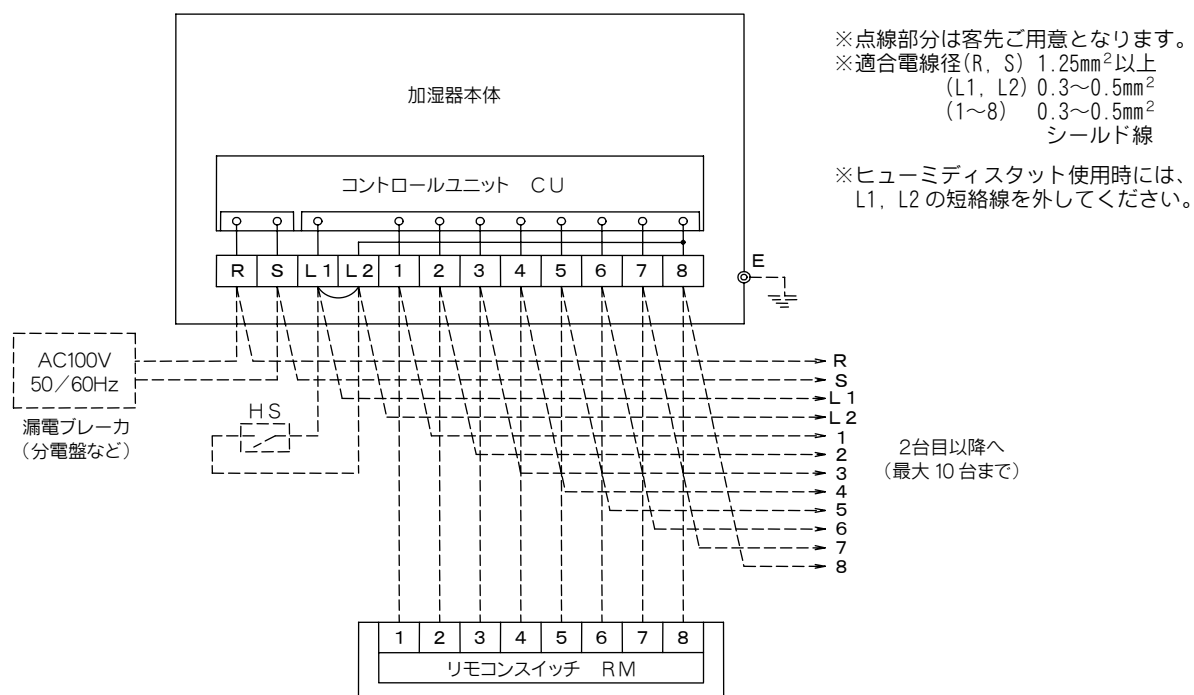 ※点線部分は客先ご用意となります。
※適合電線径(R, S) 1.25mm²以上
(L1, L2) 0.3～0.5mm²
(1～8) 0.3～0.5mm²
シールド線
※ヒューミディスタット使用時には、
L1, L2 の短絡線を外してください。
加湿器本体
コントロールユニット CU
R S L1 L2 1 2 3 4 5 6 7 8
E
AC100V
50／60Hz
漏電ブレーカ
（分電盤など）
HS
R
S
L1
L2
1
2
3
4
5
6
7
8
2台目以降へ
（最大 10 台まで）
1 2 3 4 5 6 7 8
リモコンスイッチ RM